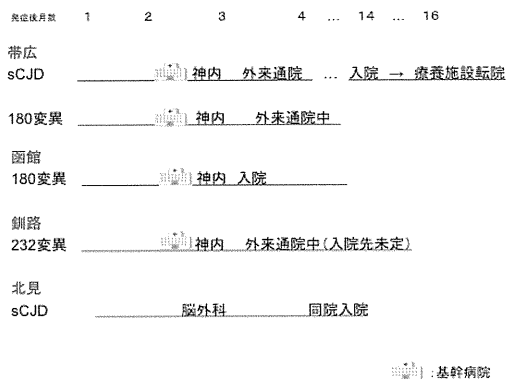 発症後月数 1 2 3 4 … 14 … 16
帯広
sCJD 神内 外来通院 … 入院 → 療養施設転院
180変異 神内 外来通院中
函館
180変異 神内 入院
釧路
232変異 神内 外来通院中(入院先未定)
北見
sCJD 脳外科 同院入院
:基幹病院